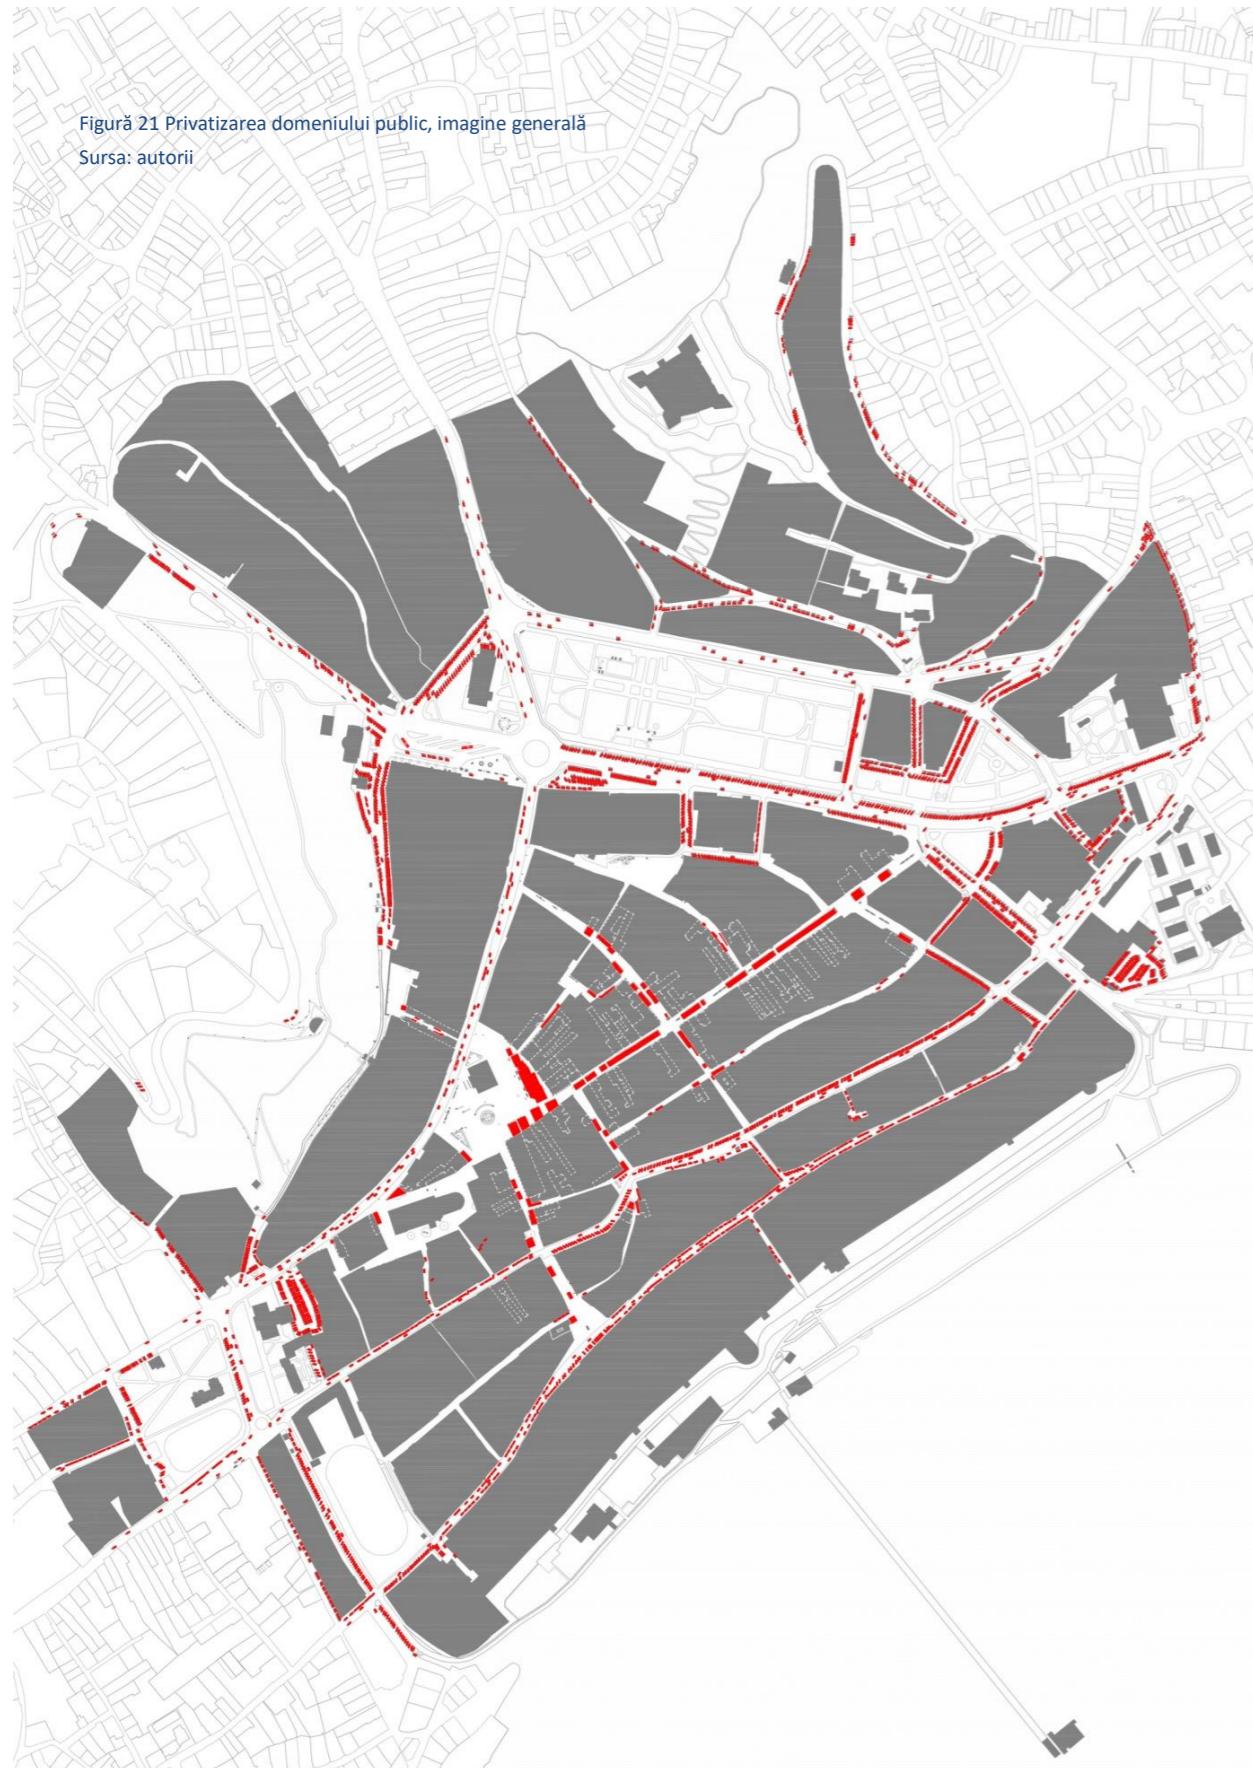 Figură 21 Privatizarea domeniului public, imagine generală
Sursa: autorii